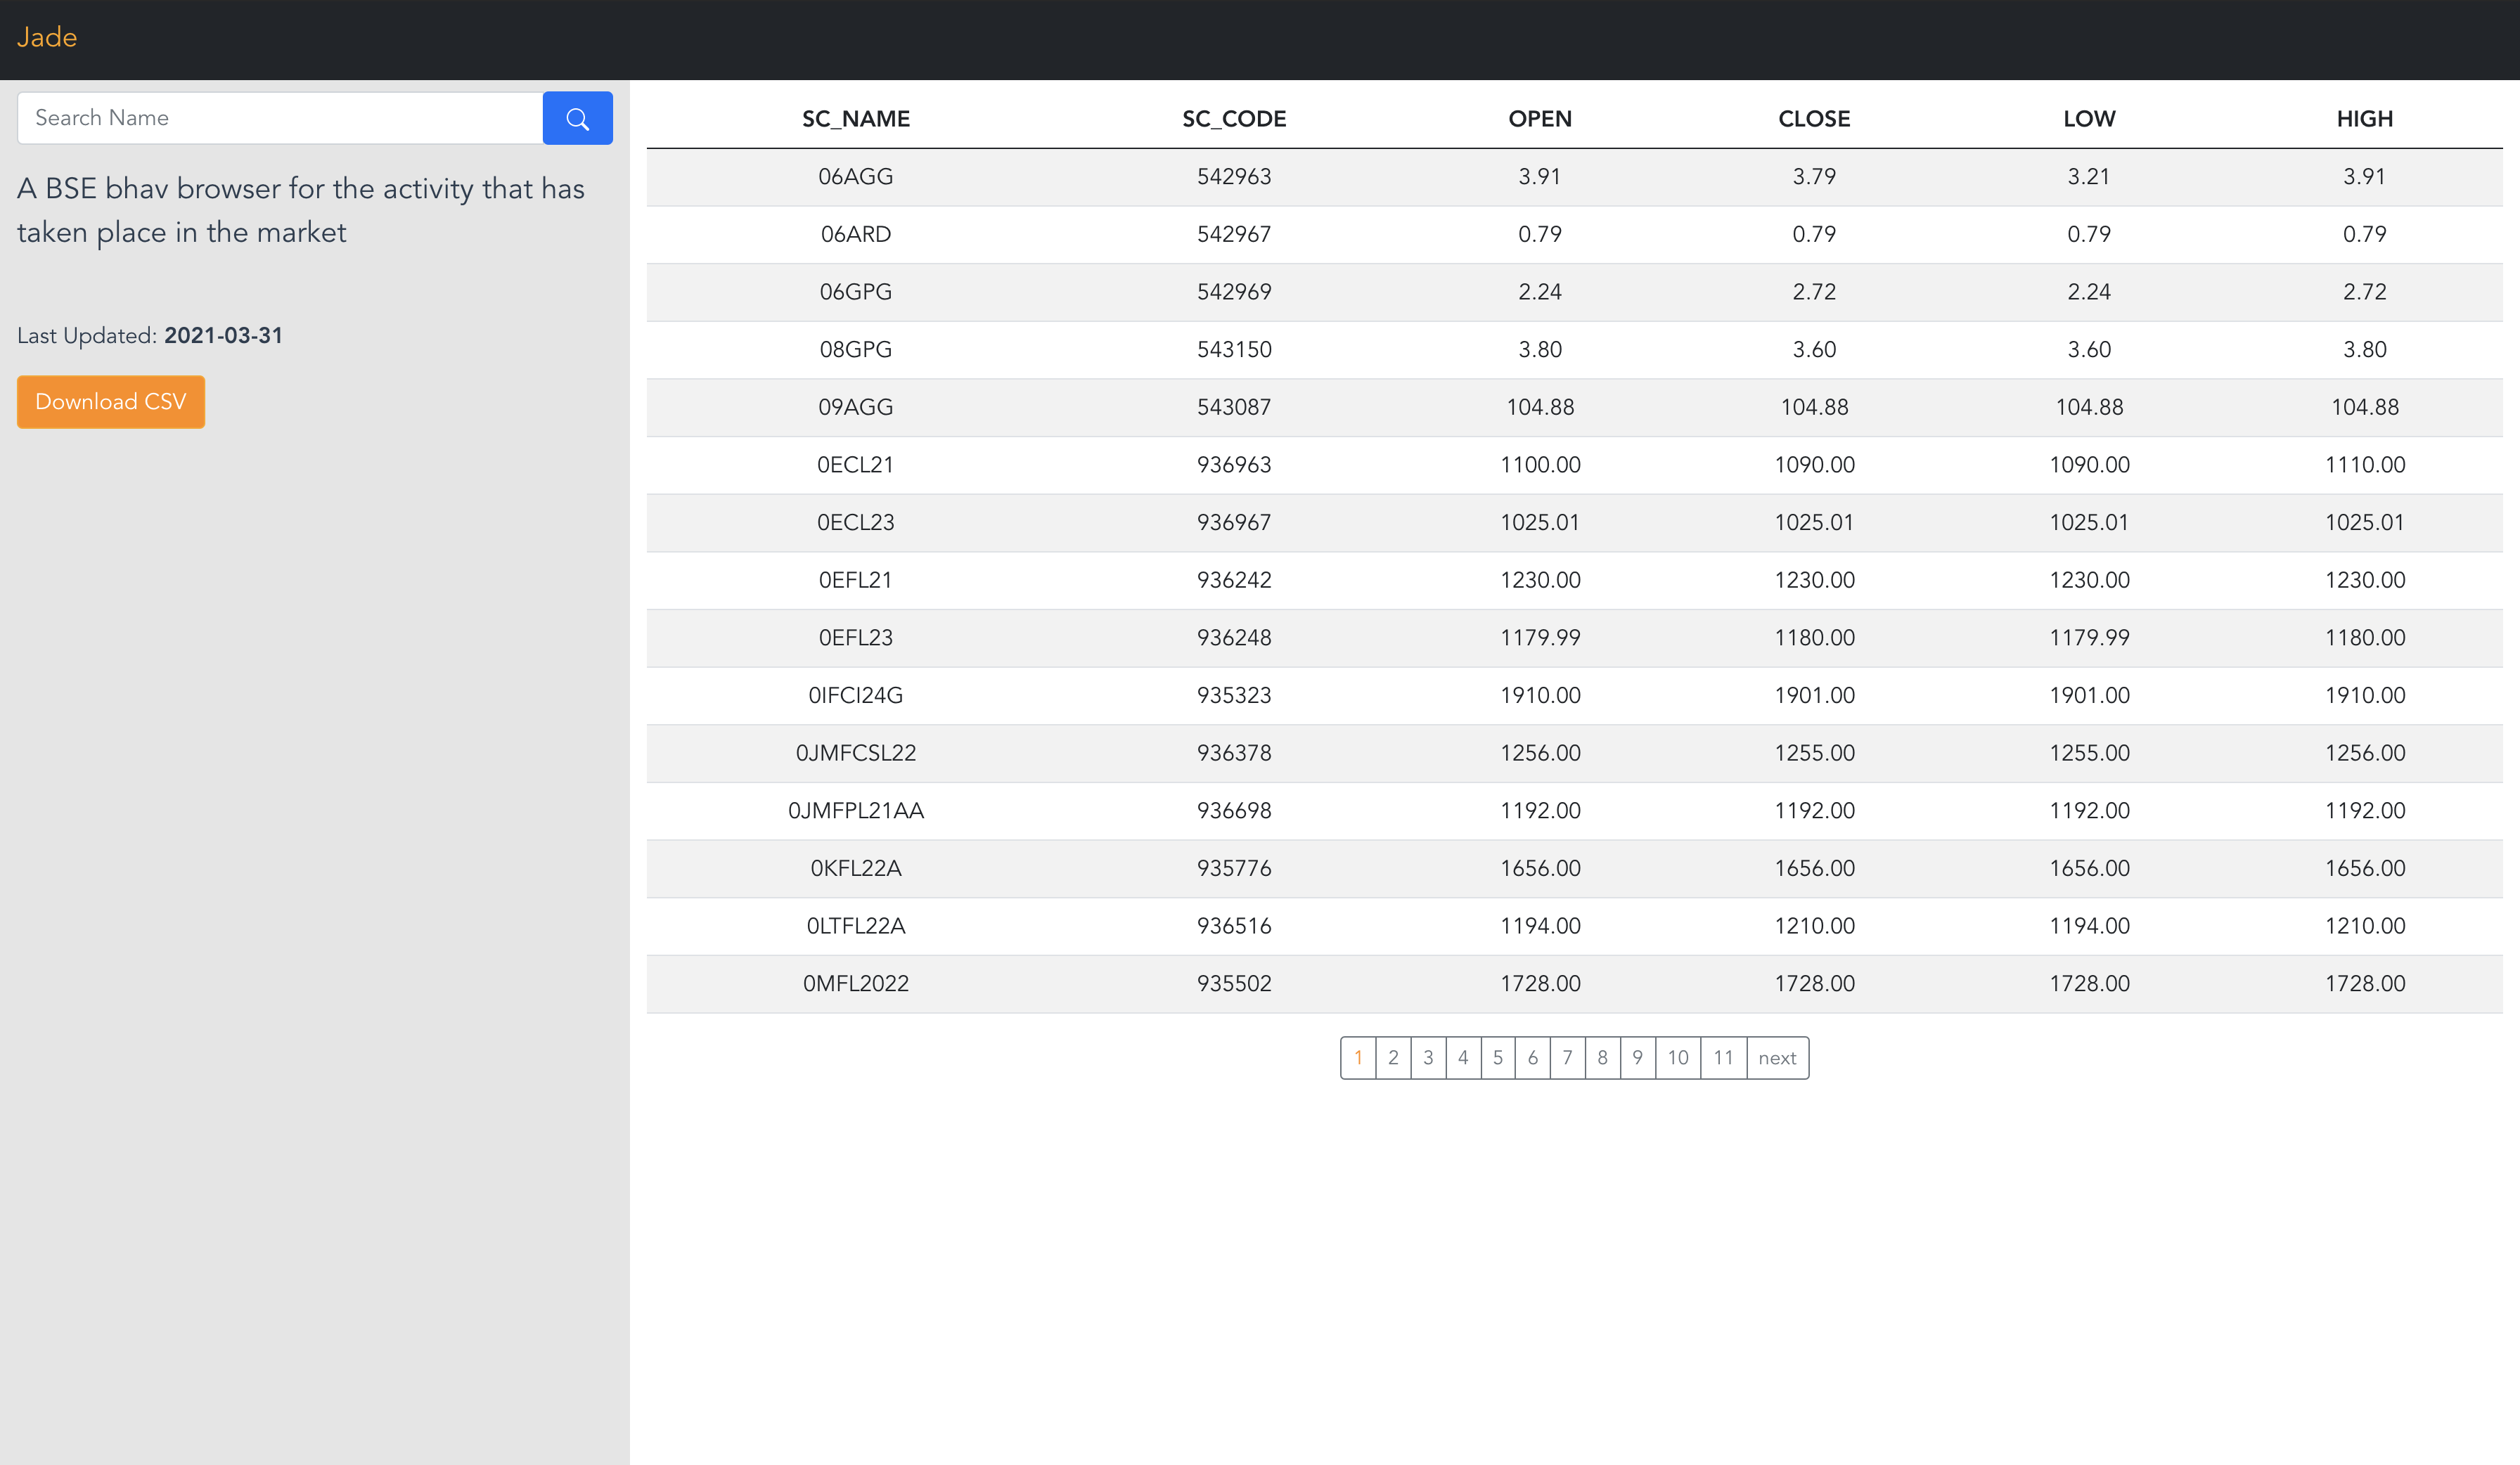 Jade
Search Name
A BSE bhav browser for the activity that has
taken place in the market
Last Updated: 2021-03-31
Download CSV
SC_NAME SC_CODE OPEN CLOSE LOW HIGH
06AGG 542963 3.91 3.79 3.21 3.91
06ARD 542967 0.79 0.79 0.79 0.79
06GPG 542969 2.24 2.72 2.24 2.72
08GPG 543150 3.80 3.60 3.60 3.80
09AGG 543087 104.88 104.88 104.88 104.88
0ECL21 936963 1100.00 1090.00 1090.00 1110.00
0ECL23 936967 1025.01 1025.01 1025.01 1025.01
0EFL21 936242 1230.00 1230.00 1230.00 1230.00
0EFL23 936248 1179.99 1180.00 1179.99 1180.00
0IFCI24G 935323 1910.00 1901.00 1901.00 1910.00
0JMFCSL22 936378 1256.00 1255.00 1255.00 1256.00
0JMFPL21AA 936698 1192.00 1192.00 1192.00 1192.00
0KFL22A 935776 1656.00 1656.00 1656.00 1656.00
0LTFL22A 936516 1194.00 1210.00 1194.00 1210.00
0MFL2022 935502 1728.00 1728.00 1728.00 1728.00
1 2 3 4 5 6 7 8 9 10 11 next